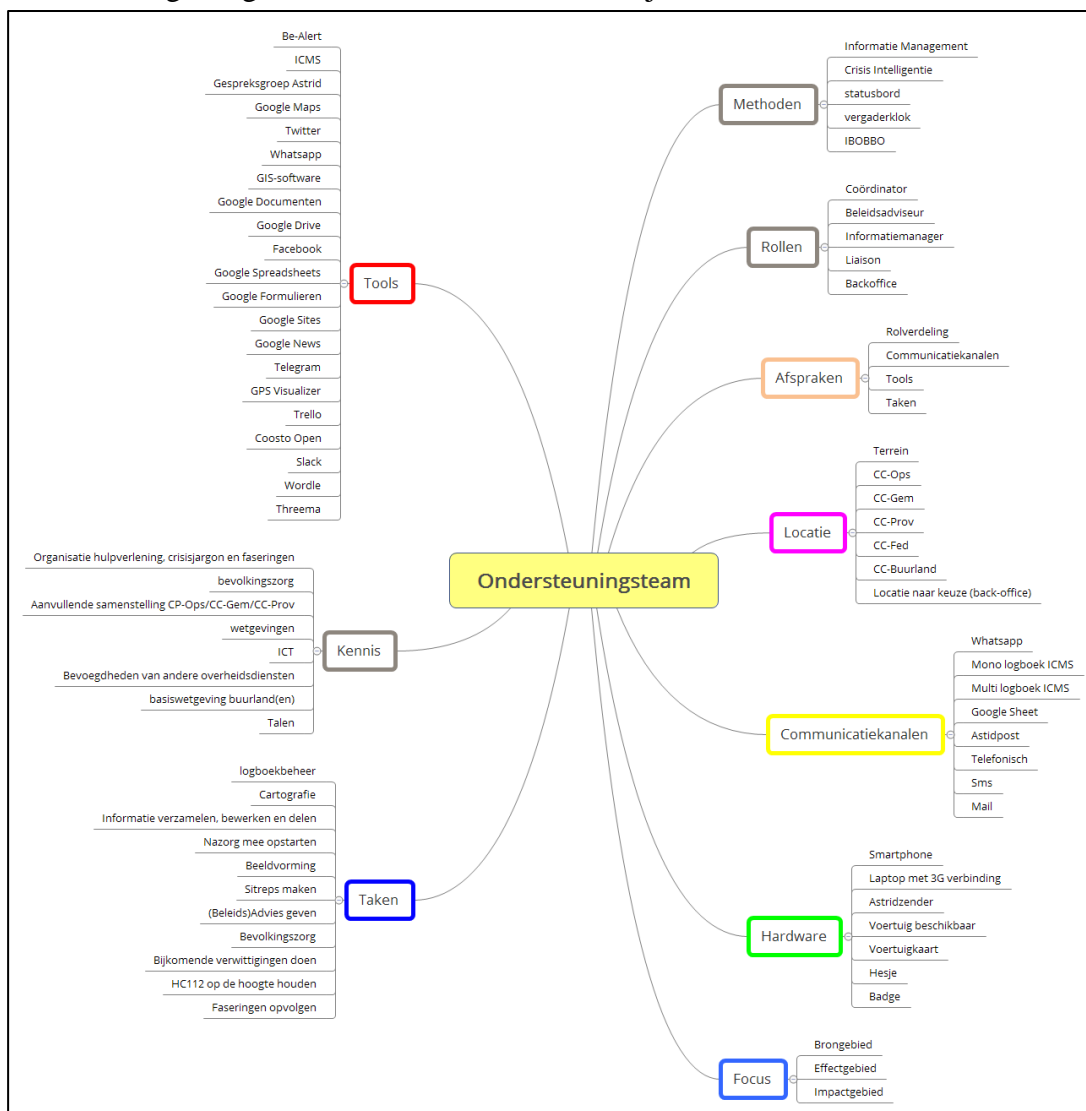 Be-Alert
ICMS
Gespreksgroep Astrid
Google Maps
Twitter
Whatsapp
GIS-software
Google Documenten
Google Drive
Facebook
Google Spreadsheets
Google Formulieren
Google Sites
Google News
Telegram
GPS Visualizer
Trello
Coosto Open
Slack
Wordle
Threema
Tools
Organisatie hulpverlening, crisisjargon en faseringen
bevolkingszorg
Aanvullende samenstelling CP-Ops/CC-Gem/CC-Prov
wetgevingen
ICT
Bevoegdheden van andere overheidsdiensten
basiswetgeving buurland(en)
Talen
Kennis
logboekbeheer
Cartografie
Informatie verzamelen, bewerken en delen
Nazorg mee opstarten
Beeldvorming
Sitreps maken
(Beleids)Advies geven
Bevolkingszorg
Bijkomende verwittigingen doen
HC112 op de hoogte houden
Faseringen opvolgen
Taken
Ondersteuningsteam
Methoden
Informatie Management
Crisis Intelligentie
statusbord
vergaderklok
IBOBBO
Rollen
Coördinator
Beleidsadviseur
Informatiemanager
Liaison
Backoffice
Afspraken
Rolverdeling
Communicatiekanalen
Tools
Taken
Locatie
Terrein
CC-Ops
CC-Gem
CC-Prov
CC-Fed
CC-Buurland
Locatie naar keuze (back-office)
Communicatiekanalen
Whatsapp
Mono logboek ICMS
Multi logboek ICMS
Google Sheet
Astidpost
Telefonisch
Sms
Mail
Hardware
Smartphone
Laptop met 3G verbinding
Astridzender
Voertuig beschikbaar
Voertuigkaart
Hesje
Badge
Focus
Brongebied
Effectgebied
Impactgebied